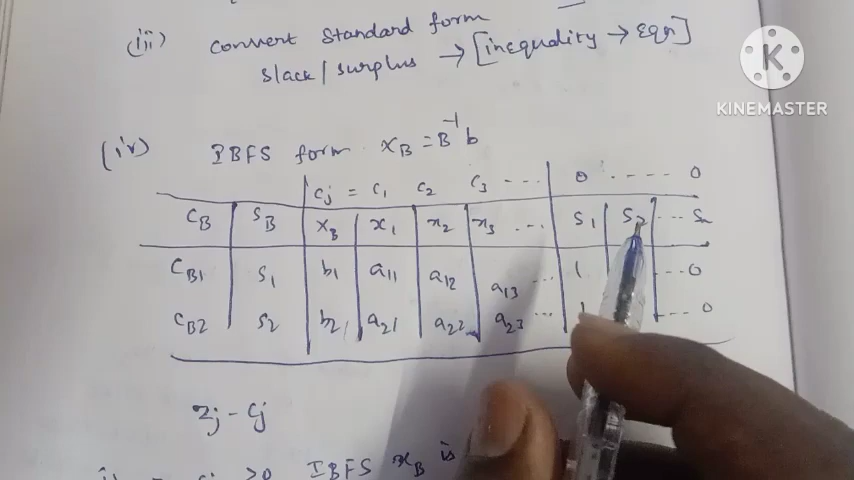 (iii) Convert Standard form
slack/surplus → [inequality → Eqn]
K
KINEMASTER
(iv) IBFS form xB = B⁻¹ b
Cj = C1 C2 C3 ... 0 ..... 0
CB SB XB x1 x2 x3 ... S1 S2 ... Sn
CB1 S1 b1 a11 a12 a13 ... 1 ... 0
CB2 S2 b2 a21 a22 a23 ... ... 0
Zj - Cj
>0 IBFS xB is